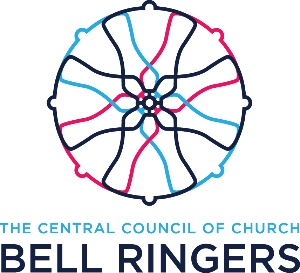 THE CENTRAL COUNCIL OF CHURCH
BELL RINGERS